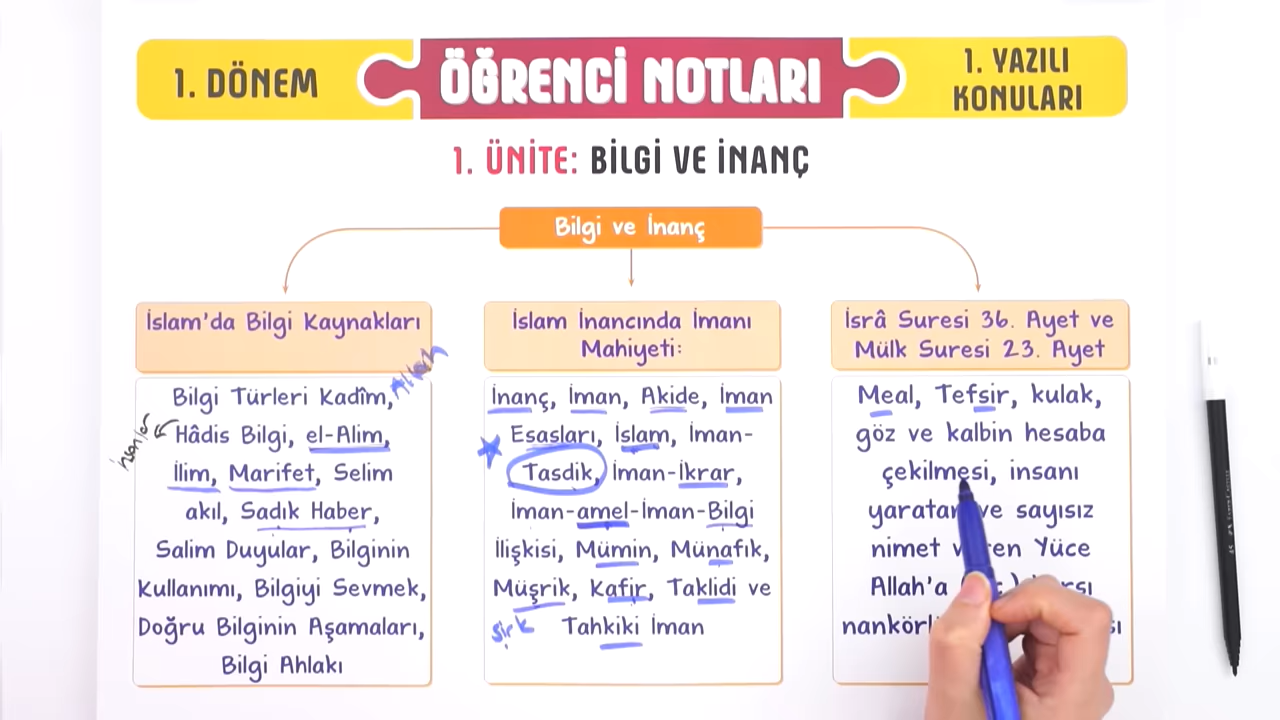 1. DÖNEM
ÖĞRENCİ NOTLARI
1. YAZILI
KONULARI
1. ÜNİTE: BİLGİ VE İNANÇ
Bilgi ve İnanç
İslam'da Bilgi Kaynakları
Allah
Bilgi Türleri Kadîm,
insanlar
Hâdis Bilgi, el-Alim,
İlim, Marifet, Selim
akıl, Sadık Haber,
Salim Duyular, Bilginin
Kullanımı, Bilgiyi Sevmek,
Doğru Bilginin Aşamaları,
Bilgi Ahlakı
İslam İnancında İmanı
Mahiyeti:
İnanç, İman, Akide, İman
Esasları, İslam, İman-
Tasdik, İman-İkrar,
İman-amel-İman-Bilgi
İlişkisi, Mümin, Münafık,
Müşrik, Kafir, Taklidi ve
şirk
Tahkiki İman
İsrâ Suresi 36. Ayet ve
Mülk Suresi 23. Ayet
Meal, Tefsir, kulak,
göz ve kalbin hesaba
çekilmesi, insanı
ve sayısız
nimet Yüce
Allah'a